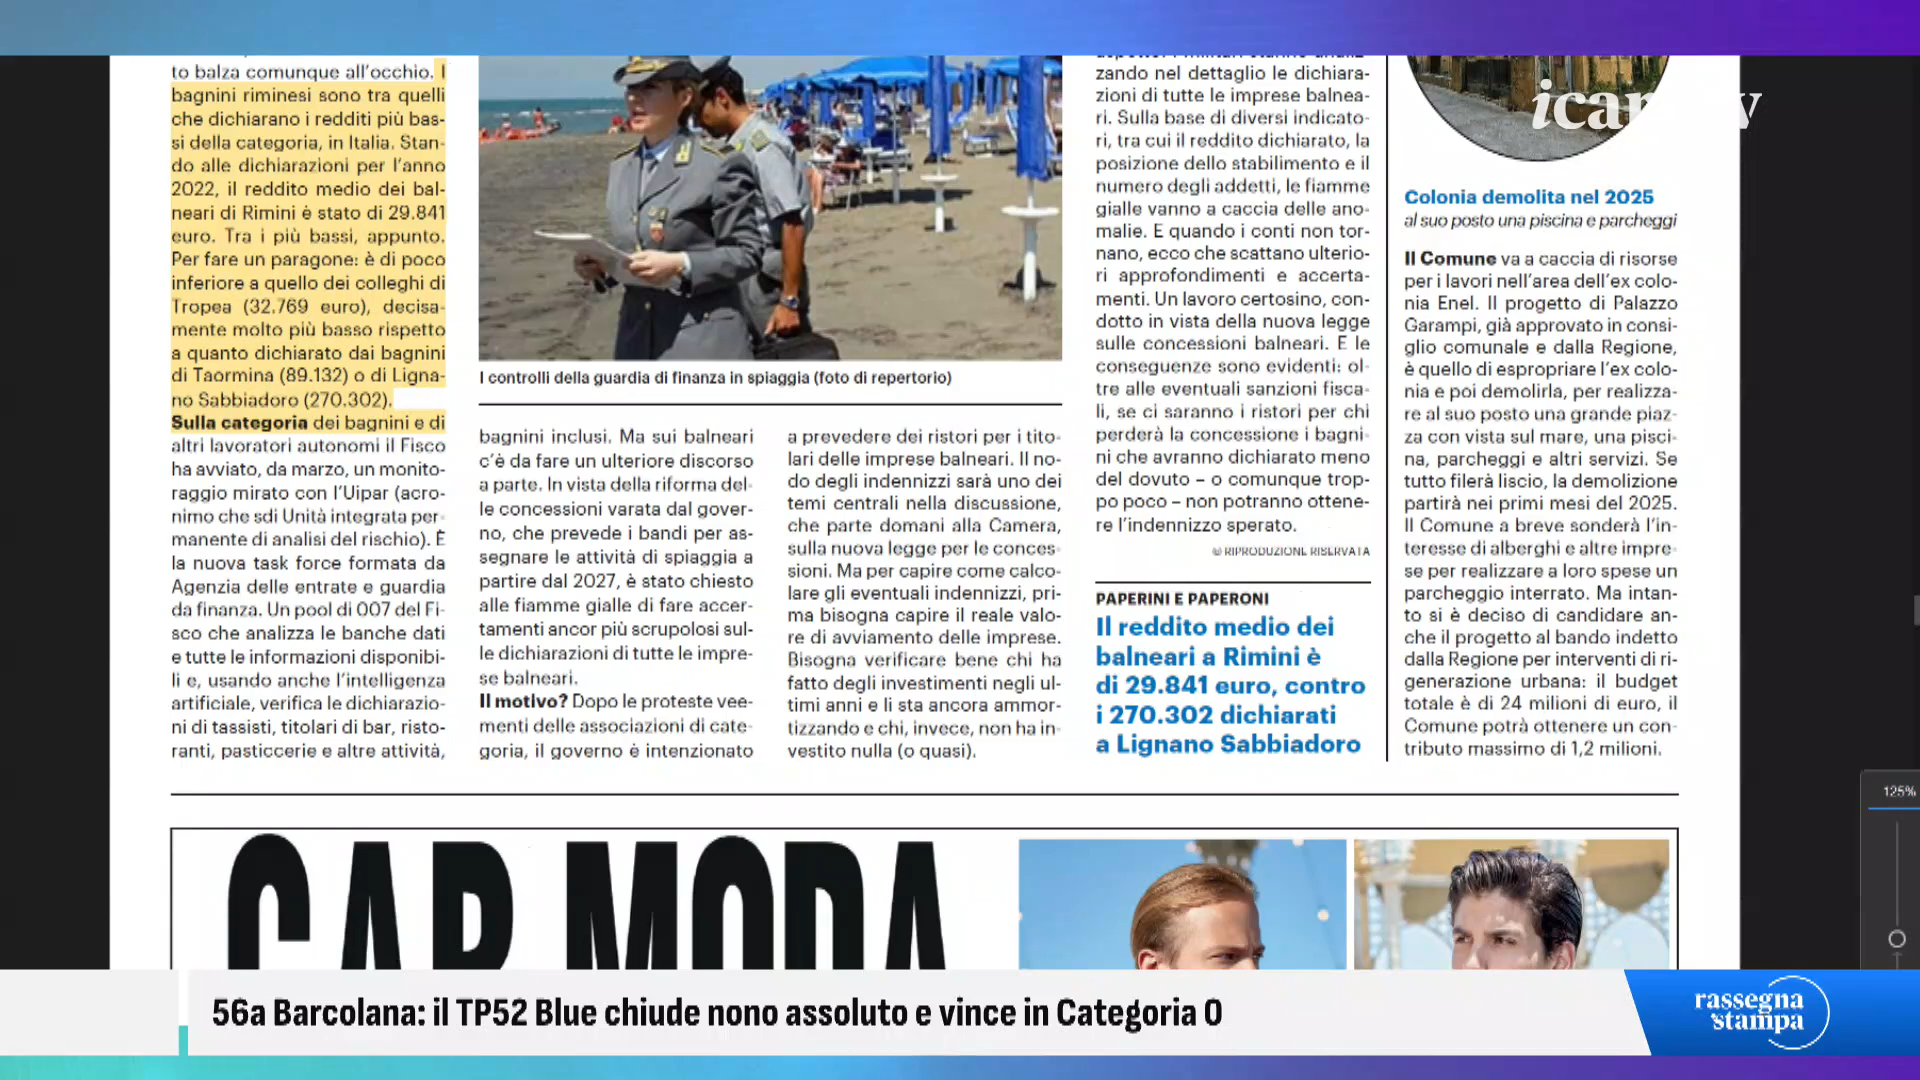 to balza comunque all'occhio. I
bagnini riminesi sono tra quelli
che dichiarano i redditi più bas-
si della categoria, in Italia. Stan-
do alle dichiarazioni per l'anno
2022, il reddito medio dei bal-
neari di Rimini è stato di 29.841
euro. Tra i più bassi, appunto.
Per fare un paragone: è di poco
inferiore a quello dei colleghi di
Tropea (32.769 euro), decisa-
mente molto più basso rispetto
a quanto dichiarato dai bagnini
di Taormina (89.132) o di Ligna-
no Sabbiadoro (270.302).
Sulla categoria dei bagnini e di
altri lavoratori autonomi il Fisco
ha avviato, da marzo, un monito-
raggio mirato con l'Uipar (acro-
nimo che sdi Unità integrata per-
manente di analisi del rischio). È
la nuova task force formata da
Agenzia delle entrate e guardia
da finanza. Un pool di 007 del Fi-
sco che analizza le banche dati
e tutte le informazioni disponibi-
li e, usando anche l'intelligenza
artificiale, verifica le dichiarazio-
ni di tassisti, titolari di bar, risto-
ranti, pasticcerie e altre attività,
I controlli della guardia di finanza in spiaggia (foto di repertorio)
bagnini inclusi. Ma sui balneari
c'è da fare un ulteriore discorso
a parte. In vista della riforma del-
le concessioni varata dal gover-
no, che prevede i bandi per as-
segnare le attività di spiaggia a
partire dal 2027, è stato chiesto
alle fiamme gialle di fare accer-
tamenti ancor più scrupolosi sul-
le dichiarazioni di tutte le impre-
se balneari.
Il motivo? Dopo le proteste vee-
menti delle associazioni di cate-
goria, il governo è intenzionato
a prevedere dei ristori per i tito-
lari delle imprese balneari. Il no-
do degli indennizzi sarà uno dei
temi centrali nella discussione,
che parte domani alla Camera,
sulla nuova legge per le conces-
sioni. Ma per capire come calco-
lare gli eventuali indennizzi, pri-
ma bisogna capire il reale valo-
re di avviamento delle imprese.
Bisogna verificare bene chi ha
fatto degli investimenti negli ul-
timi anni e li sta ancora ammor-
tizzando e chi, invece, non ha in-
vestito nulla (o quasi).
zando nel dettaglio le dichiara-
zioni di tutte le imprese balnea-
ri. Sulla base di diversi indicato-
ri, tra cui il reddito dichiarato, la
posizione dello stabilimento e il
numero degli addetti, le fiamme
gialle vanno a caccia delle ano-
malie. E quando i conti non tor-
nano, ecco che scattano ulterio-
ri approfondimenti e accerta-
menti. Un lavoro certosino, con-
dotto in vista della nuova legge
sulle concessioni balneari. E le
conseguenze sono evidenti: ol-
tre alle eventuali sanzioni fisca-
li, se ci saranno i ristori per chi
perderà la concessione i bagni-
ni che avranno dichiarato meno
del dovuto – o comunque trop-
po poco – non potranno ottene-
re l'indennizzo sperato.
© RIPRODUZIONE RISERVATA
PAPERINI E PAPERONI
Il reddito medio dei
balneari a Rimini è
di 29.841 euro, contro
i 270.302 dichiarati
a Lignano Sabbiadoro
Colonia demolita nel 2025
al suo posto una piscina e parcheggi
Il Comune va a caccia di risorse
per i lavori nell'area dell'ex colo-
nia Enel. Il progetto di Palazzo
Garampi, già approvato in consi-
glio comunale e dalla Regione,
è quello di espropriare l'ex colo-
nia e poi demolirla, per realizza-
re al suo posto una grande piaz-
za con vista sul mare, una pisci-
na, parcheggi e altri servizi. Se
tutto filerà liscio, la demolizione
partirà nei primi mesi del 2025.
Il Comune a breve sonderà l'in-
teresse di alberghi e altre impre-
se per realizzare a loro spese un
parcheggio interrato. Ma intan-
to si è deciso di candidare an-
che il progetto al bando indetto
dalla Regione per interventi di ri-
generazione urbana: il budget
totale è di 24 milioni di euro, il
Comune potrà ottenere un con-
tributo massimo di 1,2 milioni.
125%
CAP MODA
56a Barcolana: il TP52 Blue chiude nono assoluto e vince in Categoria 0
rassegna
stampa